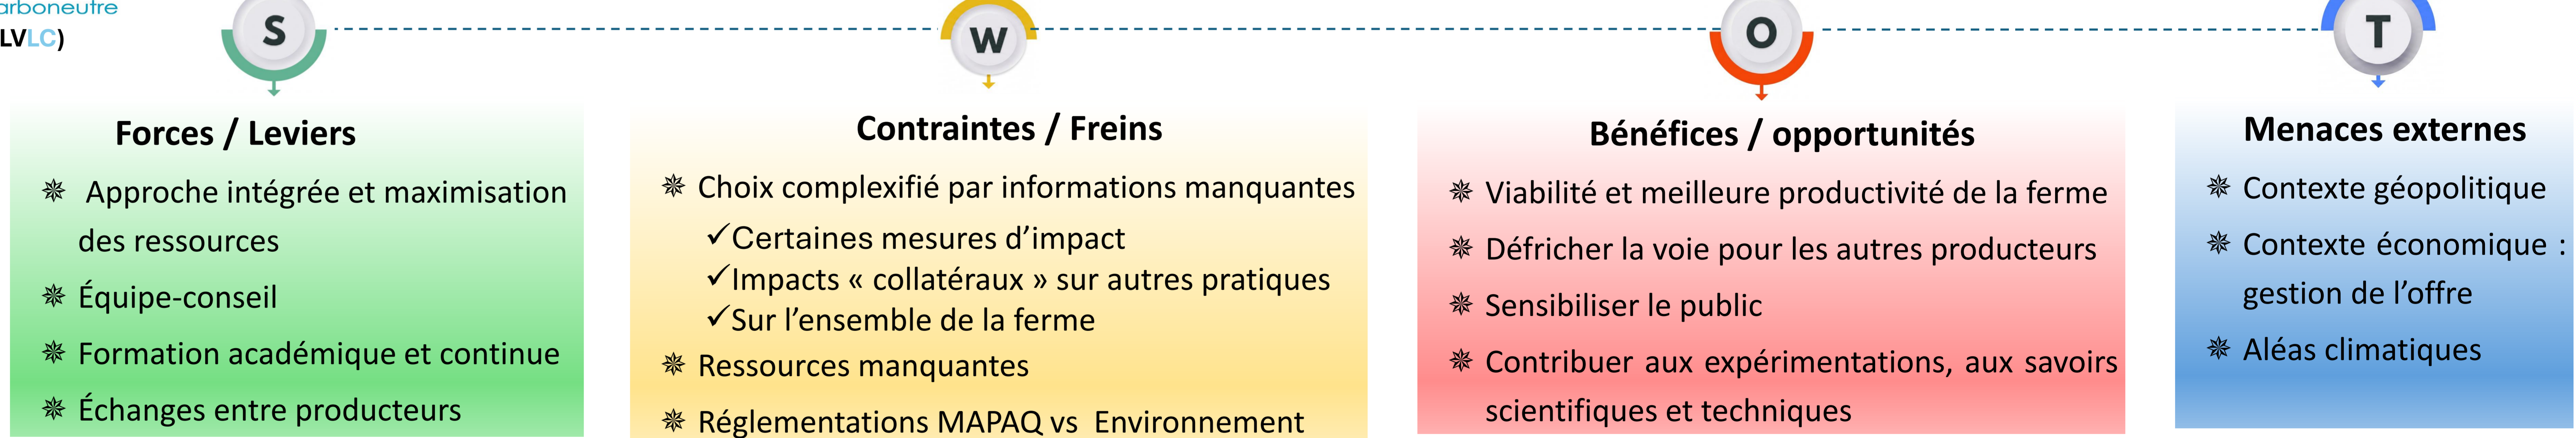 arboneutre
LVLC)
S
W
O
T
Forces / Leviers
Approche intégrée et maximisation
des ressources
Équipe-conseil
Formation académique et continue
Échanges entre producteurs
Contraintes / Freins
Choix complexifié par informations manquantes
✓Certaines mesures d’impact
✓Impacts « collatéraux » sur autres pratiques
✓Sur l’ensemble de la ferme
Ressources manquantes
Réglementations MAPAQ vs Environnement
Bénéfices / opportunités
Viabilité et meilleure productivité de la ferme
Défricher la voie pour les autres producteurs
Sensibiliser le public
Contribuer aux expérimentations, aux savoirs
scientifiques et techniques
Menaces externes
Contexte géopolitique
Contexte économique :
gestion de l’offre
Aléas climatiques